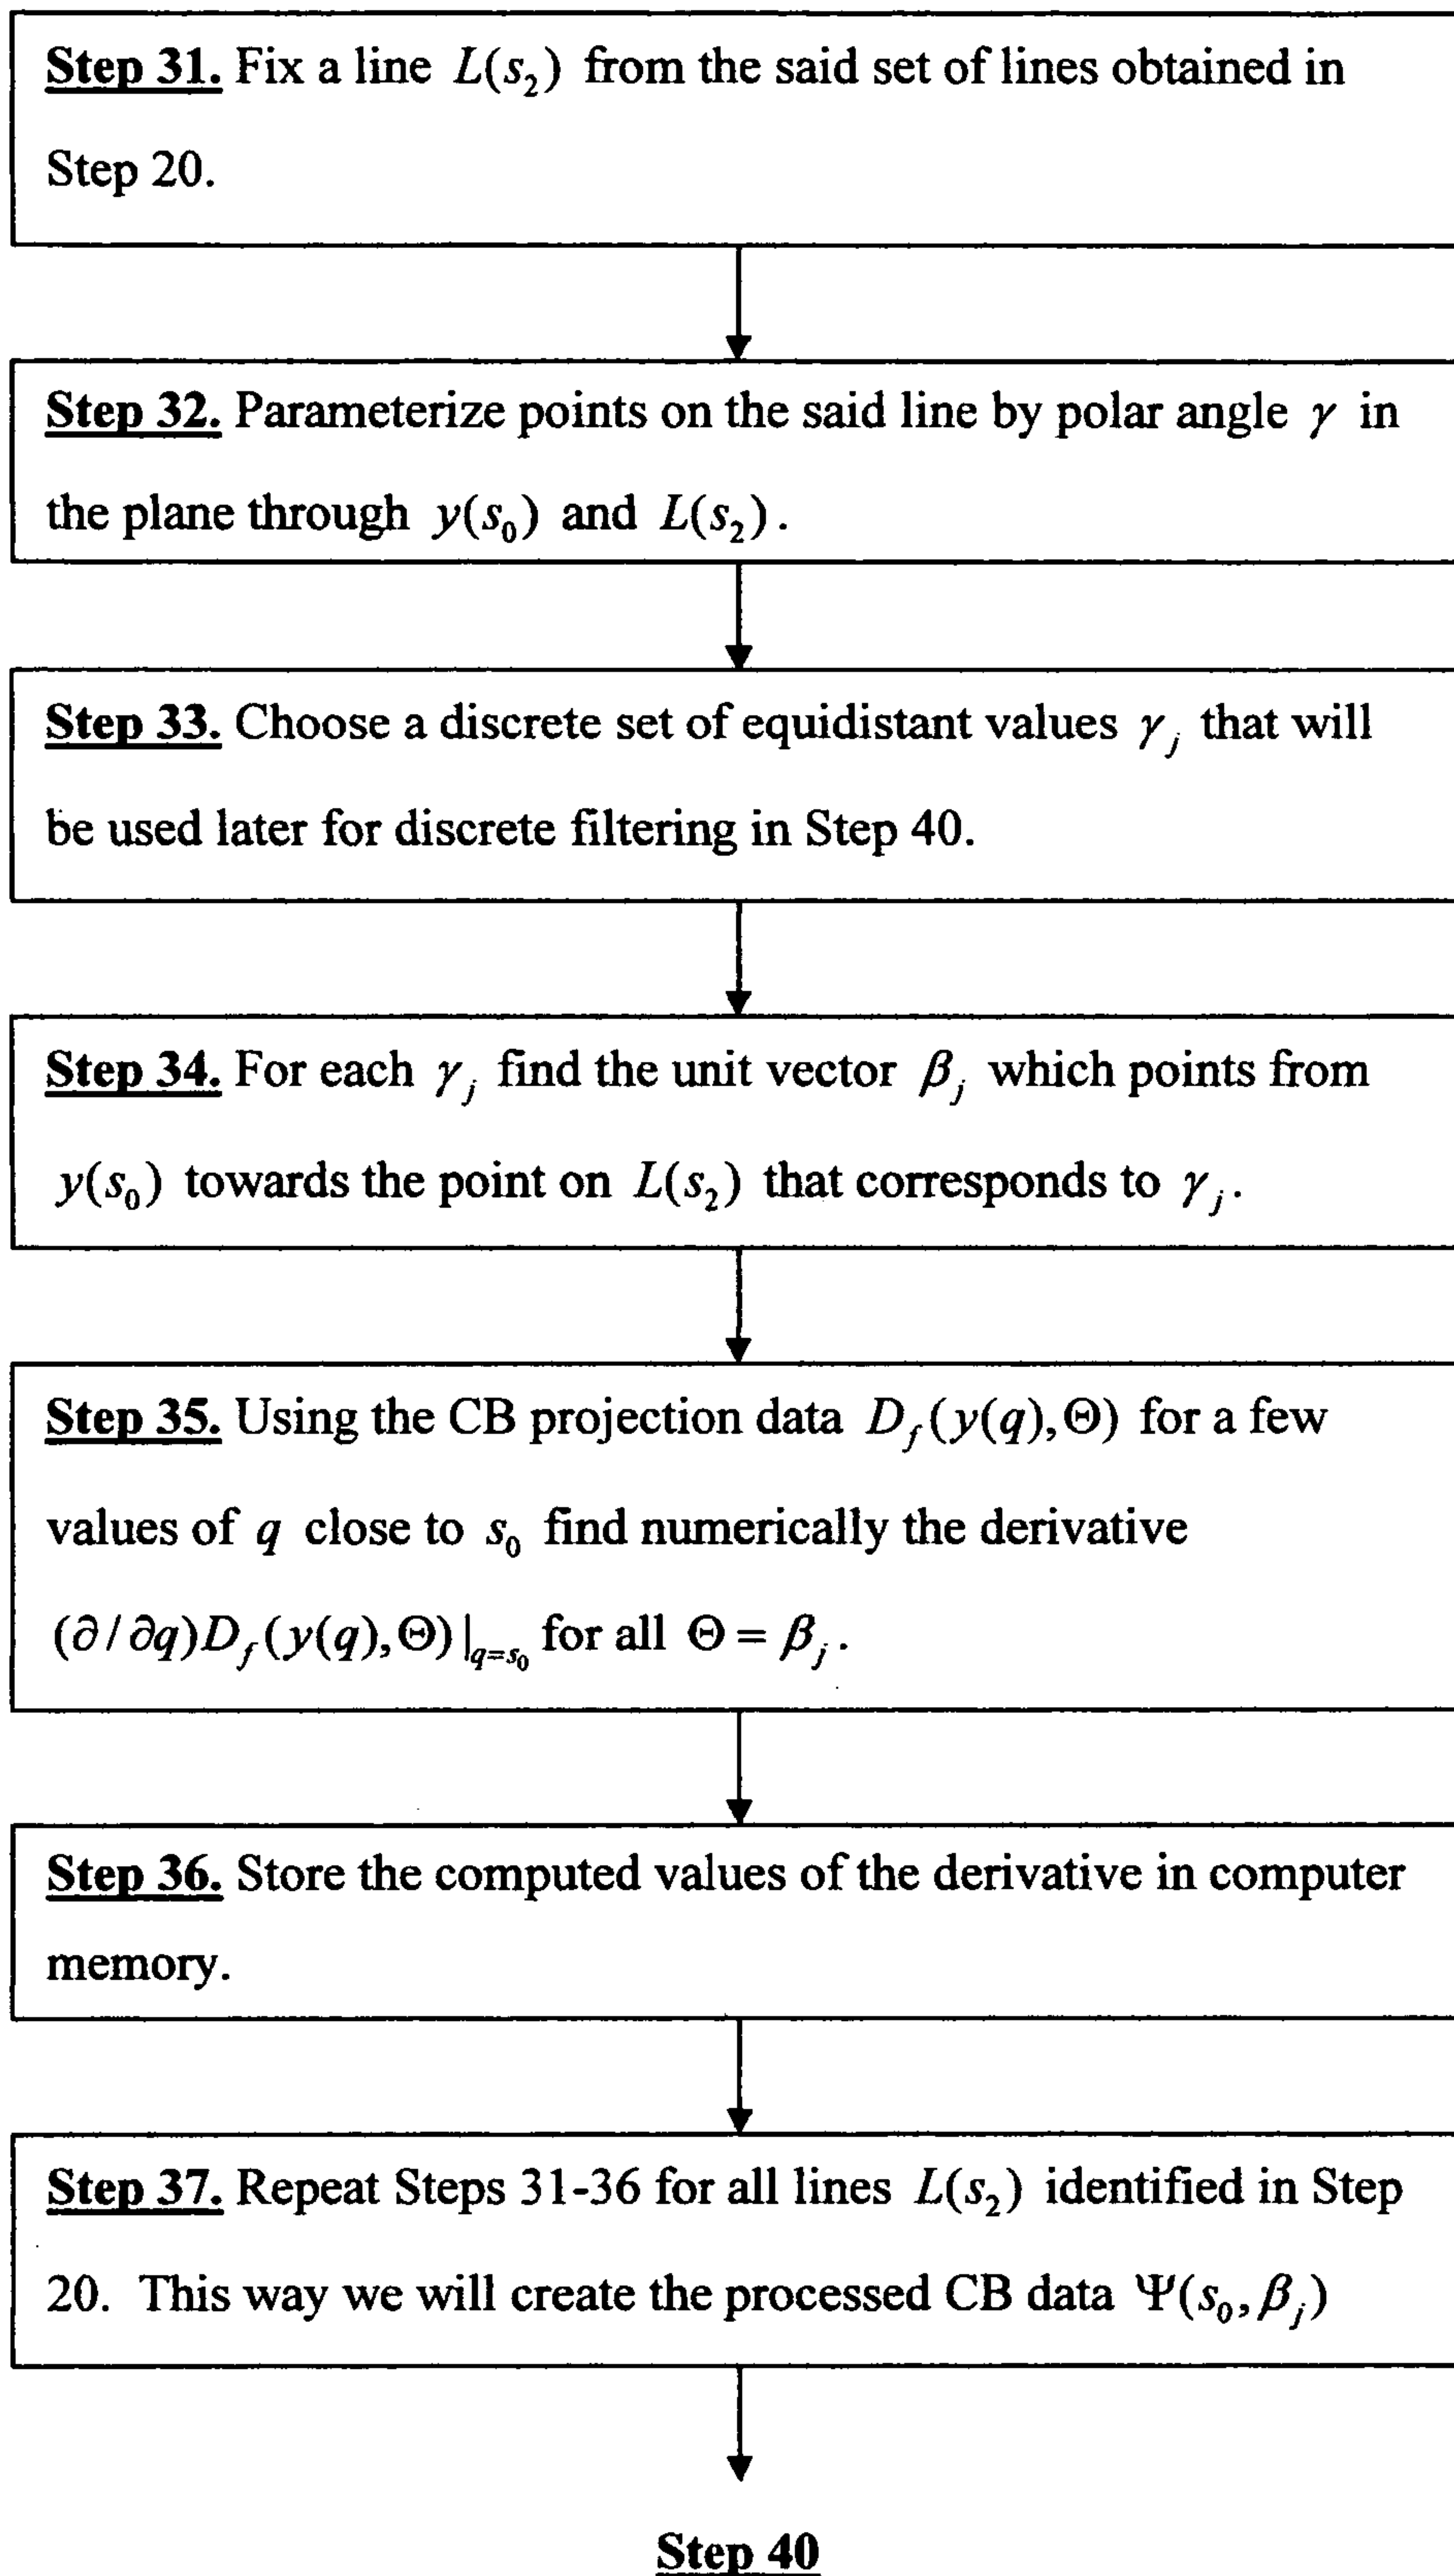 Step 31. Fix a line L(s₂) from the said set of lines obtained in
Step 20.
Step 32. Parameterize points on the said line by polar angle γ in
the plane through y(s₀) and L(s₂).
Step 33. Choose a discrete set of equidistant values γⱼ that will
be used later for discrete filtering in Step 40.
Step 34. For each γⱼ find the unit vector βⱼ which points from
y(s₀) towards the point on L(s₂) that corresponds to γⱼ.
Step 35. Using the CB projection data D_f(y(q),Θ) for a few
values of q close to s₀ find numerically the derivative
(∂/∂q)D_f(y(q),Θ)|_{q=s₀} for all Θ = βⱼ.
Step 36. Store the computed values of the derivative in computer
memory.
Step 37. Repeat Steps 31-36 for all lines L(s₂) identified in Step
20. This way we will create the processed CB data Ψ(s₀,βⱼ)
Step 40